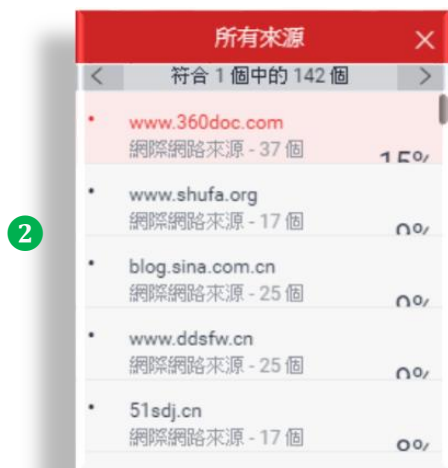 所有來源 ×
< 符合 1 個中的 142 個 >
• www.360doc.com
網際網路來源 - 37 個
15%
• www.shufa.org
網際網路來源 - 17 個
2
• blog.sina.com.cn
網際網路來源 - 25 個
• www.ddsfw.cn
網際網路來源 - 25 個
• 51sdj.cn
網際網路來源 - 17 個